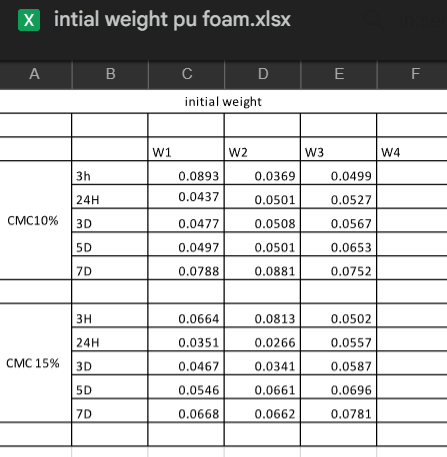 X intial weight pu foam.xlsx
A B C D E F
initial weight
W1 W2 W3 W4
3h 0.0893 0.0369 0.0499
24H 0.0437 0.0501 0.0527
CMC10% 3D 0.0477 0.0508 0.0567
5D 0.0497 0.0501 0.0653
7D 0.0788 0.0881 0.0752
3H 0.0664 0.0813 0.0502
24H 0.0351 0.0266 0.0557
CMC 15% 3D 0.0467 0.0341 0.0587
5D 0.0546 0.0661 0.0696
7D 0.0668 0.0662 0.0781